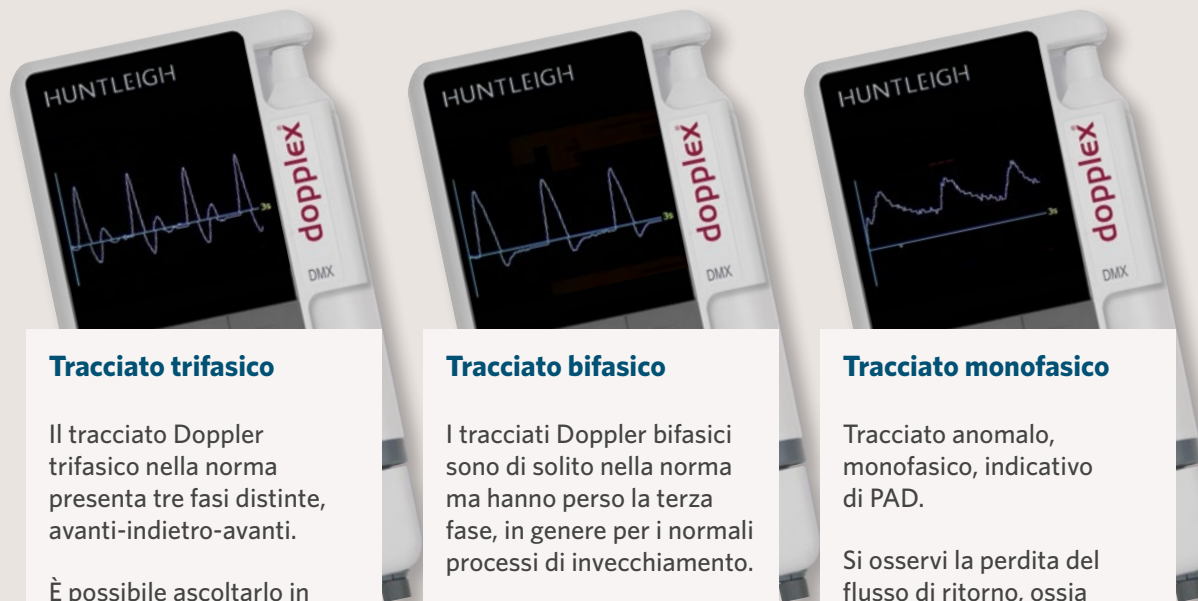 HUNTLEIGH
3s
dopplex
DMX
HUNTLEIGH
3s
dopplex
DMX
HUNTLEIGH
3s
dopplex
DMX
Tracciato trifasico
Il tracciato Doppler
trifasico nella norma
presenta tre fasi distinte,
avanti-indietro-avanti.
È possibile ascoltarlo in
Tracciato bifasico
I tracciati Doppler bifasici
sono di solito nella norma
ma hanno perso la terza
fase, in genere per i normali
processi di invecchiamento.
Tracciato monofasico
Tracciato anomalo,
monofasico, indicativo
di PAD.
Si osservi la perdita del
flusso di ritorno, ossia